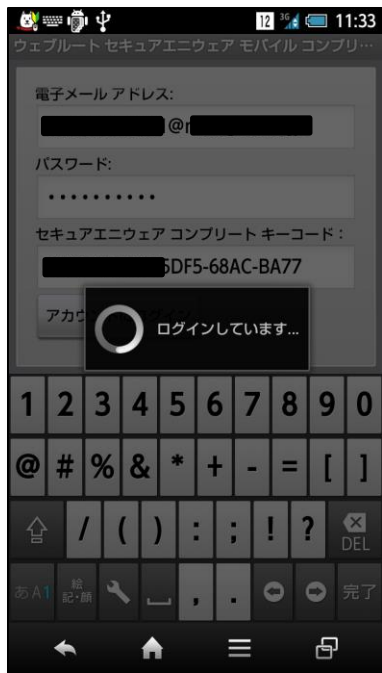 12 3G 11:33
ウェブルート セキュアエニウェア モバイル コンプリ…
電子メール アドレス:
@
パスワード:
••••••••••
セキュアエニウェア コンプリート キーコード：
5DF5-68AC-BA77
アカウ
ログインしています...
1 2 3 4 5 6 7 8 9 0
@ # % & * + - = [ ]
/ ( ) : ; ! ? DEL
あA1 絵記・顔 , . 完了